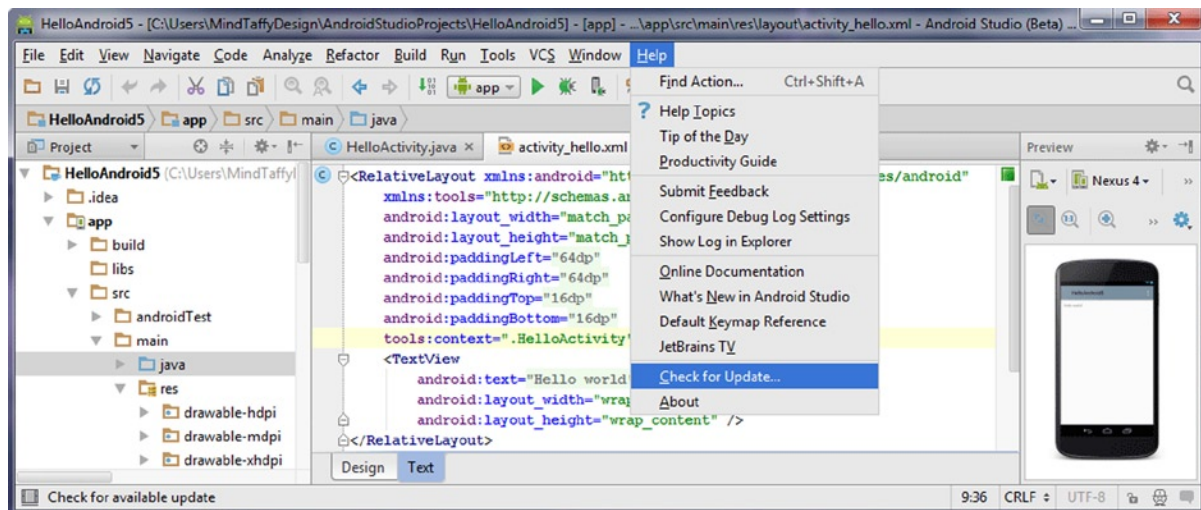 HelloAndroid5 - [C:\Users\MindTaffyDesign\AndroidStudioProjects\HelloAndroid5] - [app] - ...\app\src\main\res\layout\activity_hello.xml - Android Studio (Beta) ...
File Edit View Navigate Code Analyze Refactor Build Run Tools VCS Window Help
app
HelloAndroid5 app src main java
Project
HelloActivity.java
activity_hello.xml
Find Action... Ctrl+Shift+A
Help Topics
Tip of the Day
Productivity Guide
Submit Feedback
Configure Debug Log Settings
Show Log in Explorer
Online Documentation
What's New in Android Studio
Default Keymap Reference
JetBrains TV
Check for Update...
About
HelloAndroid5 (C:\Users\MindTaffyl
.idea
app
build
libs
src
androidTest
main
java
res
drawable-hdpi
drawable-mdpi
drawable-xhdpi
<RelativeLayout xmlns:android="htt es/android"
xmlns:tools="http://schemas.an
android:layout_width="match_pa
android:layout_height="match_p
android:paddingLeft="64dp"
android:paddingRight="64dp"
android:paddingTop="16dp"
android:paddingBottom="16dp"
tools:context=".HelloActivity"
<TextView
android:text="Hello world
android:layout_width="wrap
android:layout_height="wrap_content" />
</RelativeLayout>
Design Text
Preview
Nexus 4
1:1
HelloAndroid5
Check for available update
9:36 CRLF UTF-8